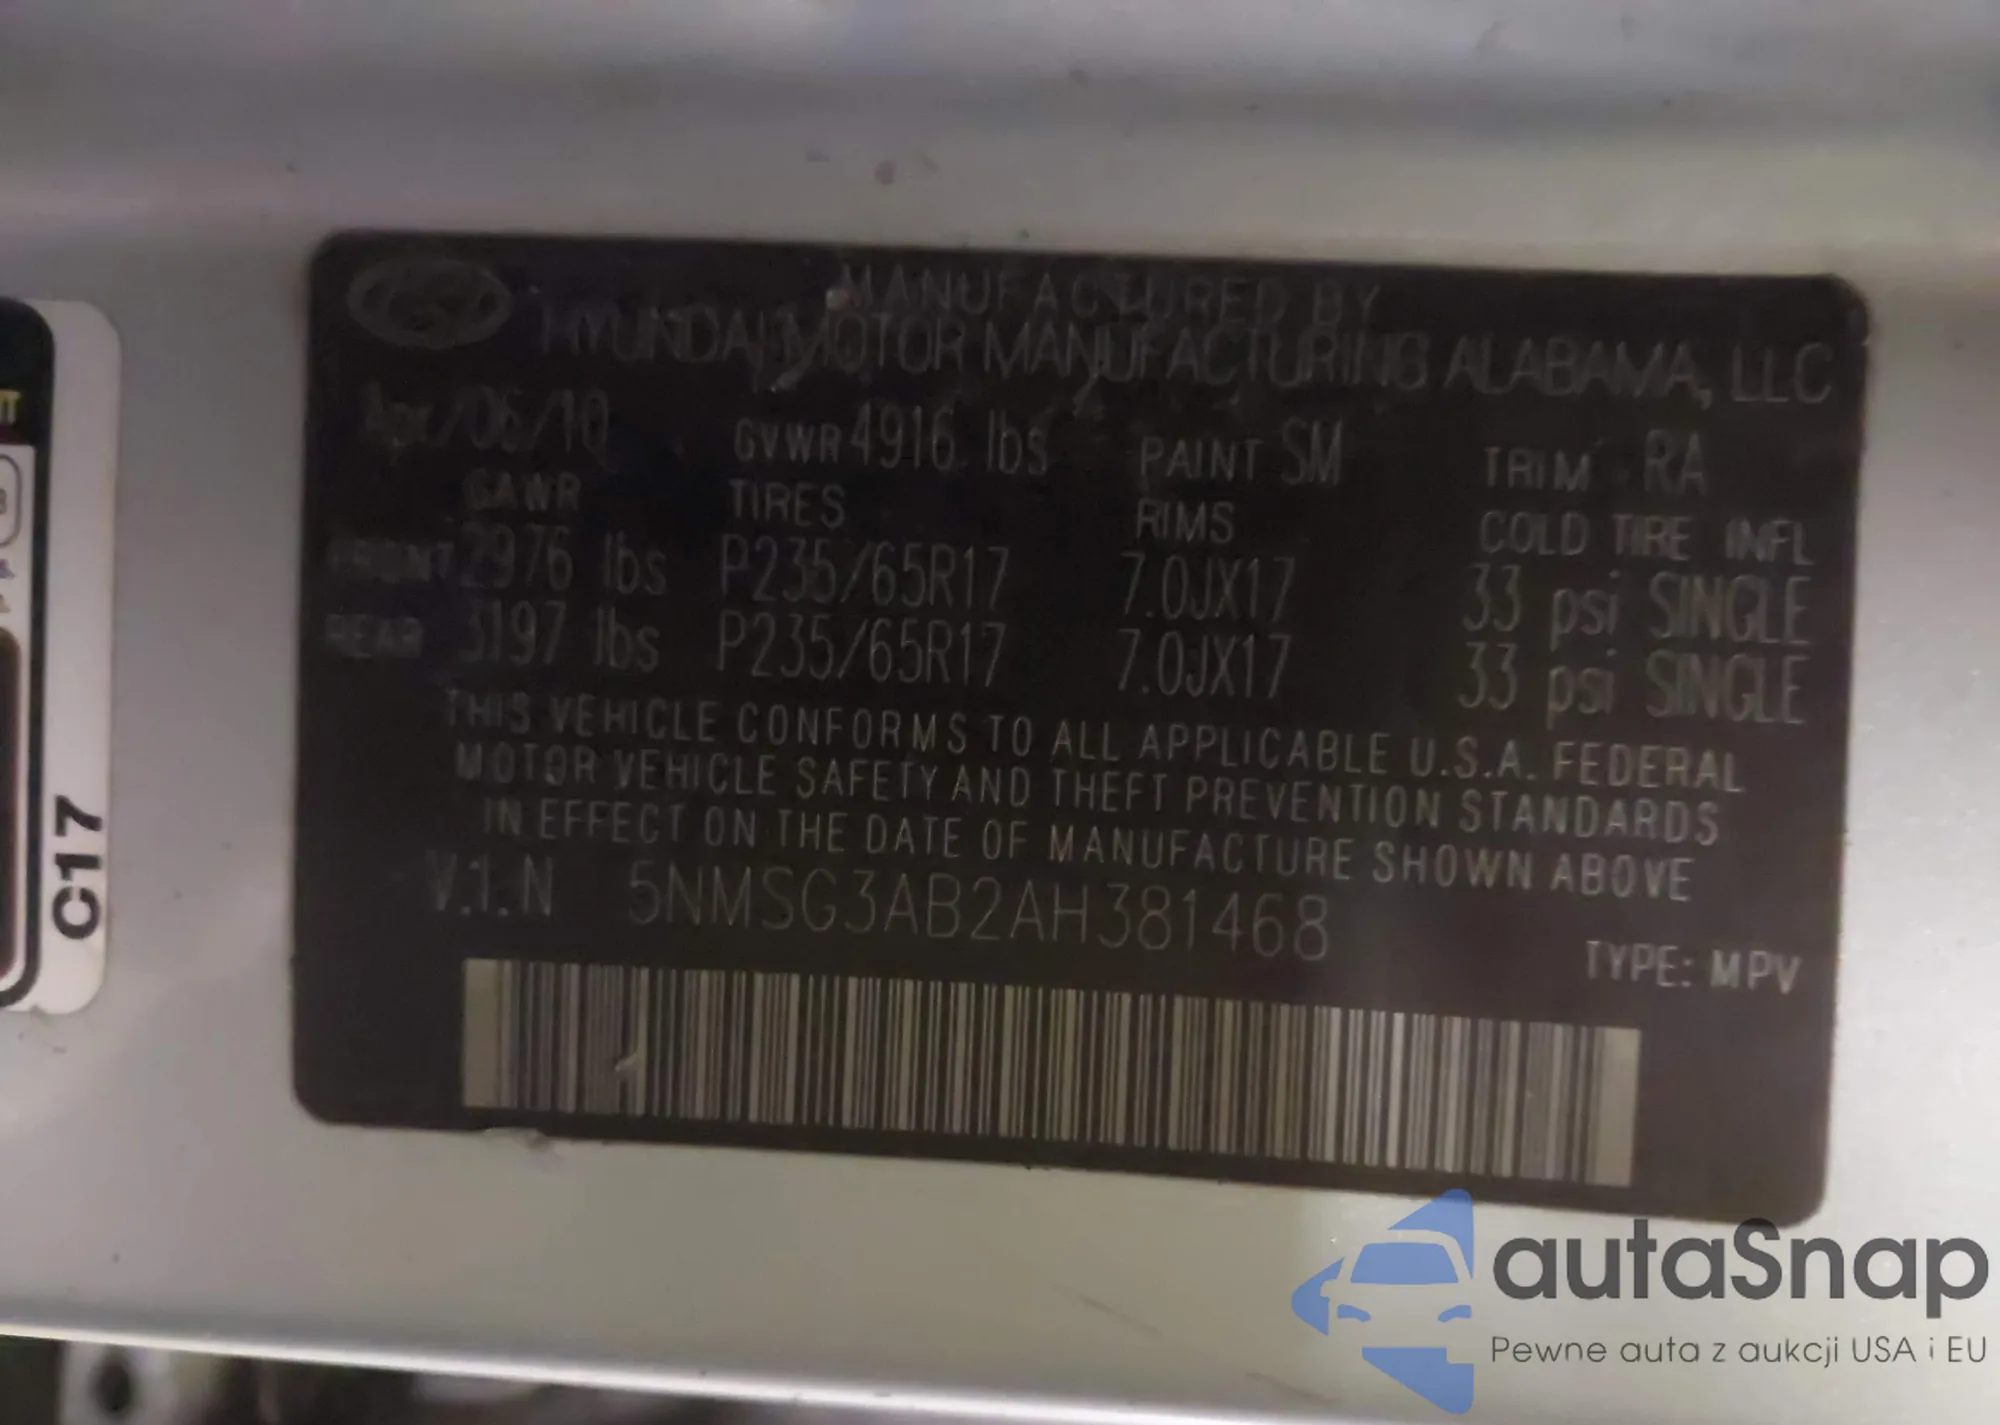 MANUFACTURED BY
HYUNDAI MOTOR MANUFACTURING ALABAMA, LLC
Apr/06/10 GVWR 4916 lbs PAINT SM TRIM RA
GAWR TIRES RIMS COLD TIRE INFL
FRONT 2976 lbs P235/65R17 7.0JX17 33 psi SINGLE
REAR 3197 lbs P235/65R17 7.0JX17 33 psi SINGLE
THIS VEHICLE CONFORMS TO ALL APPLICABLE U.S.A. FEDERAL
MOTOR VEHICLE SAFETY AND THEFT PREVENTION STANDARDS
IN EFFECT ON THE DATE OF MANUFACTURE SHOWN ABOVE
V.I.N 5NMSG3AB2AH381468
TYPE: MPV
C17
autaSnap
Pewne auta z aukcji USA i EU